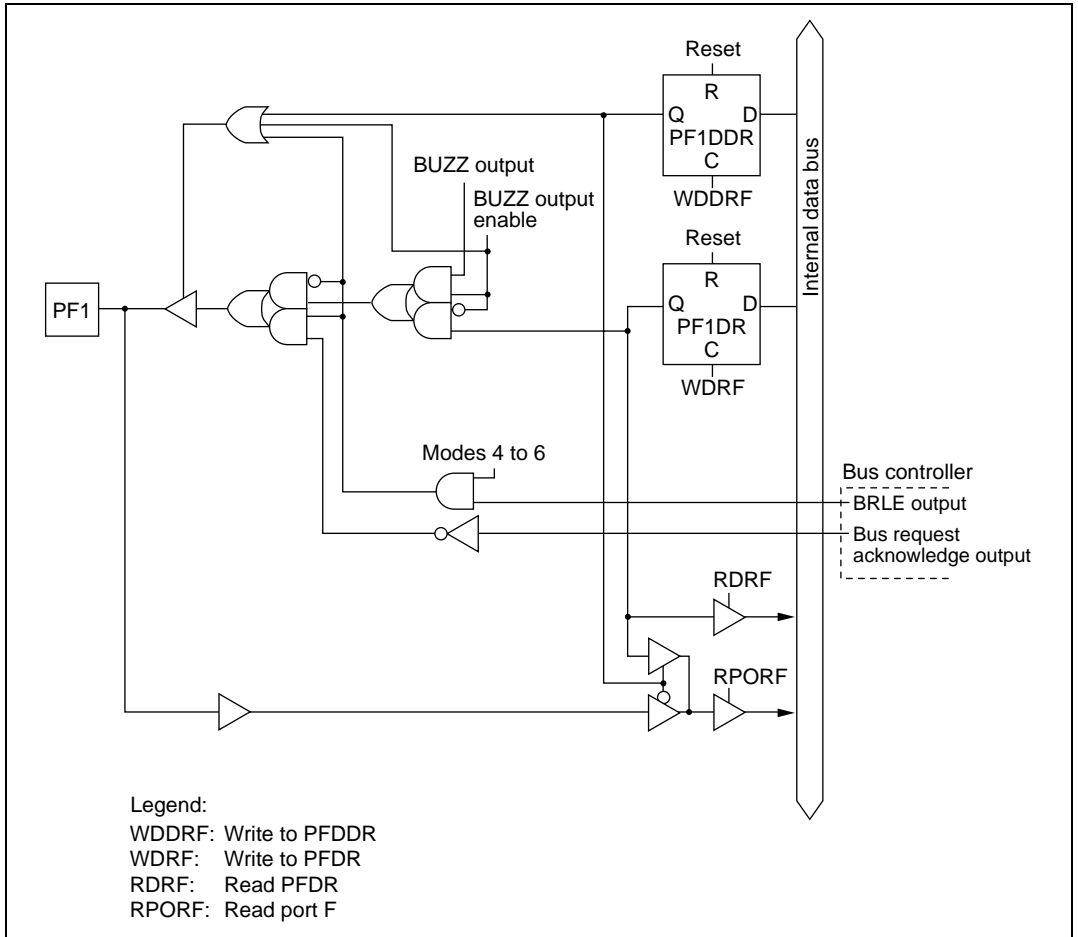 Reset
R
Q D
PF1DDR
C
WDDRF
BUZZ output
BUZZ output
enable
Reset
R
Q D
PF1DR
C
WDRF
Internal data bus
PF1
Modes 4 to 6
Bus controller
BRLE output
Bus request
acknowledge output
RDRF
RPORF
Legend:
WDDRF: Write to PFDDR
WDRF: Write to PFDR
RDRF: Read PFDR
RPORF: Read port F